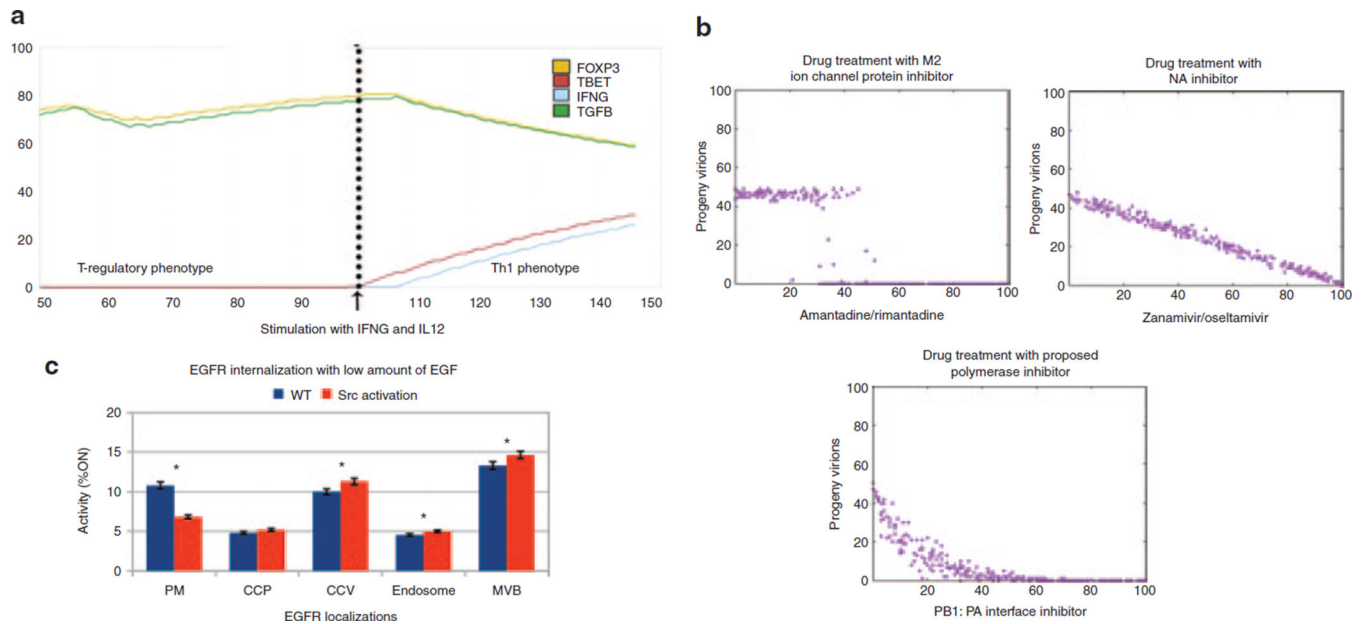 a
100
80
60
40
20
0
FOXP3
TBET
IFNG
TGFB
T-regulatory phenotype
Th1 phenotype
50 60 70 80 90 110 120 130 140 150
Stimulation with IFNG and IL12
b
Drug treatment with M2
ion channel protein inhibitor
Progeny virions
100
80
60
40
20
0
20 40 60 80 100
Amantadine/rimantadine
Drug treatment with
NA inhibitor
Progeny virions
100
80
60
40
20
0
20 40 60 80 100
Zanamivir/oseltamivir
Drug treatment with proposed
polymerase inhibitor
Progeny virions
100
80
60
40
20
0
20 40 60 80 100
PB1: PA interface inhibitor
c
EGFR internalization with low amount of EGF
WT Src activation
Activity (%ON)
20
15
10
5
0
* * * *
PM CCP CCV Endosome MVB
EGFR localizations